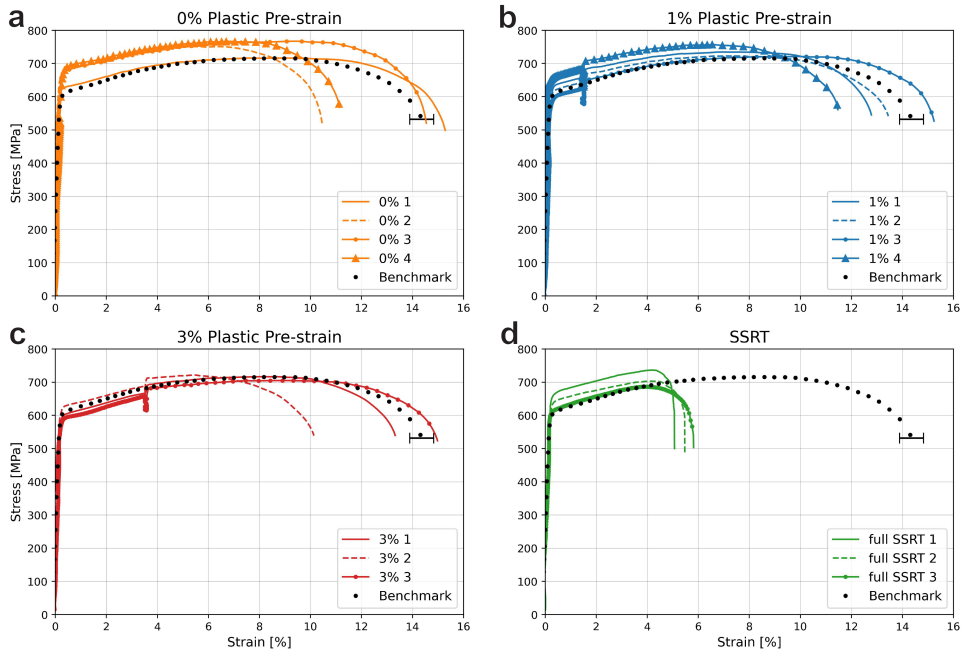 a
0% Plastic Pre-strain
800
700
600
500
400
300
200
100
0
Stress [MPa]
0 2 4 6 8 10 12 14 16
0% 1
0% 2
0% 3
0% 4
Benchmark
b
1% Plastic Pre-strain
800
700
600
500
400
300
200
100
0
0 2 4 6 8 10 12 14 16
1% 1
1% 2
1% 3
1% 4
Benchmark
c
3% Plastic Pre-strain
800
700
600
500
400
300
200
100
0
Stress [MPa]
0 2 4 6 8 10 12 14 16
Strain [%]
3% 1
3% 2
3% 3
Benchmark
d
SSRT
800
700
600
500
400
300
200
100
0
0 2 4 6 8 10 12 14 16
Strain [%]
full SSRT 1
full SSRT 2
full SSRT 3
Benchmark